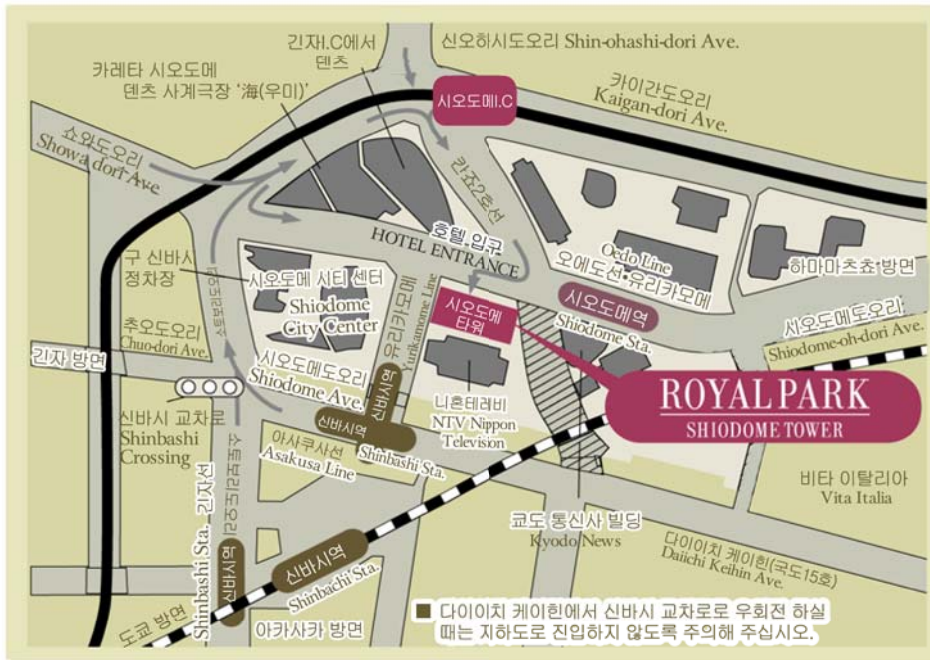 긴자I.C에서
덴츠
신오하시도오리 Shin-ohashi-dori Ave.
카레타 시오도메
덴츠 사계극장 '海(우미)'
시오도메I.C
카이간도오리
Kaigan-dori Ave.
쇼와도오리
Showa dori Ave
칸죠2호선
호텔 입구
HOTEL ENTRANCE
Oedo Line
오에도선•유리카모메
하마마츠쵸 방면
구 신바시
정차장
소토보리도오리
시오도메 시티 센터
Shiodome
City Center
유리카모메
Yurikamome Line
시오도메
타워
시오도메역
Shiodome Sta.
시오도메도오리
Shiodome-oh-dori Ave.
추오도오리
Chuo-dori Ave.
긴자 방면
시오도메도오리
Shiodome Ave.
신바시역
니혼테레비
NTV Nippon
Television
ROYAL PARK
SHIODOME TOWER
신바시 교차로
Shinbashi
Crossing
신바시역
Shinbashi Sta.
아사쿠사선
Asakusa Line
소토보리도오리
비타 이탈리아
Vita Italia
쿄도 통신사 빌딩
Kyodo News
다이이치 케이힌(국도15호)
Daiichi Keihin Ave.
Shinbashi Sta. 긴자선
신바시역
신바시역
Shinbachi Sta.
도쿄 방면
아카사카 방면
■ 다이이치 케이힌에서 신바시 교차로로 우회전 하실
때는 지하도로 진입하지 않도록 주의해 주십시오.